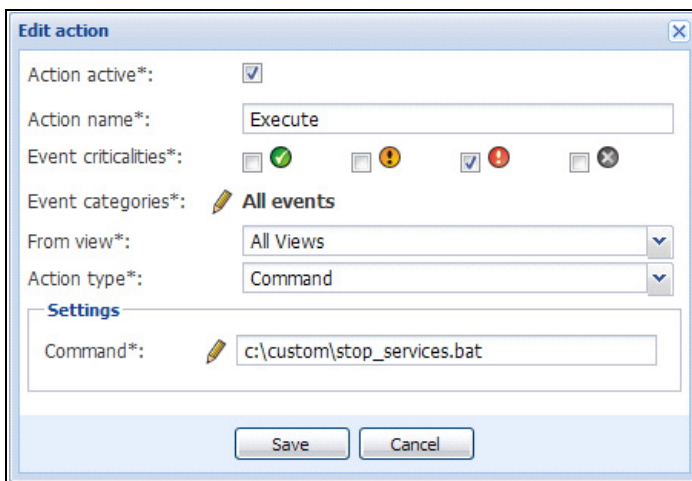 Edit action
Action active*:
Action name*: Execute
Event criticalities*:
Event categories*: All events
From view*: All Views
Action type*: Command
Settings
Command*: c:\custom\stop_services.bat
Save Cancel